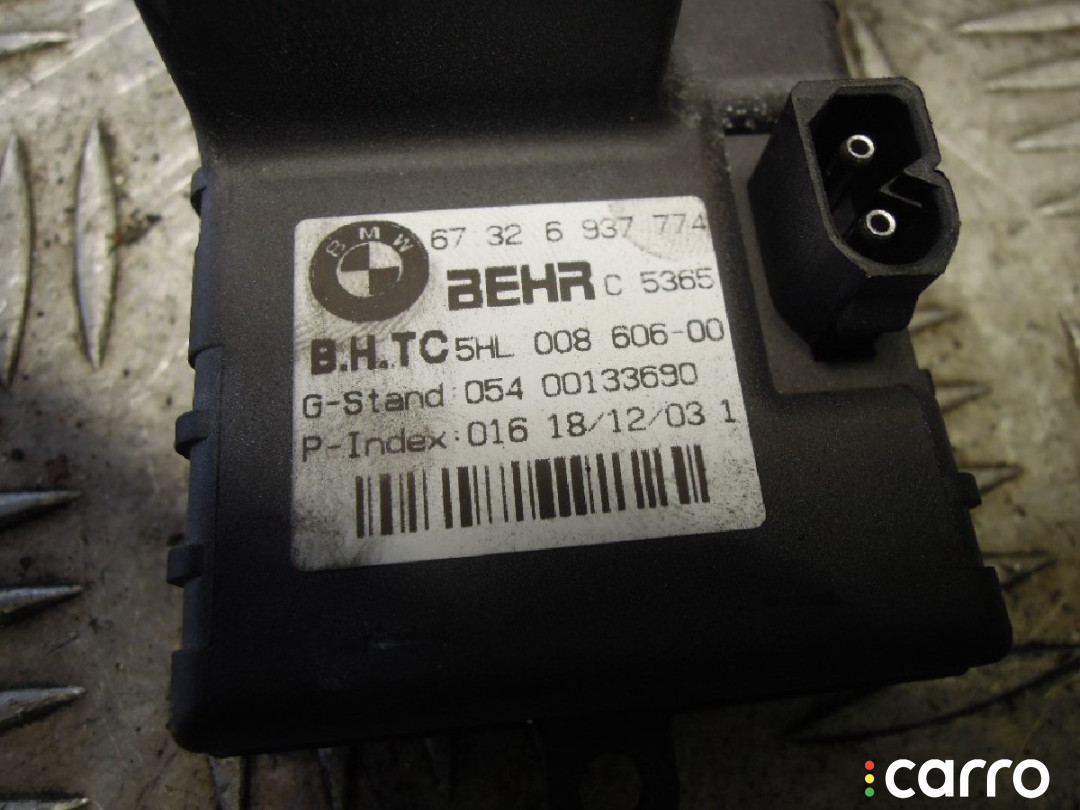 BMW 67 32 6 937 774
BEHR C 5365
B.H.TC 5HL 008 606-00
G-Stand:054 00133690
P-Index:016 18/12/03 1
carro